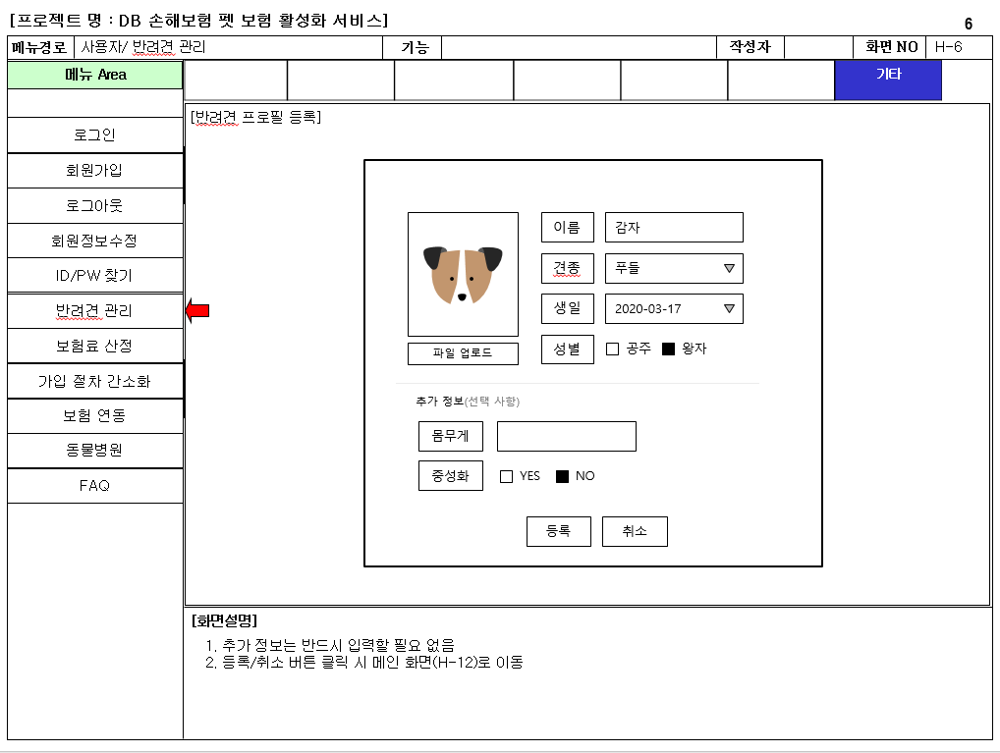 [프로젝트 명 : DB 손해보험 펫 보험 활성화 서비스]
6
메뉴경로 사용자/ 반려견 관리 기능 작성자 화면 NO H-6
메뉴 Area
기타
로그인
회원가입
로그아웃
회원정보수정
ID/PW 찾기
반려견 관리
보험료 산정
가입 절차 간소화
보험 연동
동물병원
FAQ
[반려견 프로필 등록]
이름 감자
견종 푸들
생일 2020-03-17
파일 업로드
성별 공주 왕자
추가 정보(선택 사항)
몸무게
중성화 YES NO
등록 취소
[화면설명]
1. 추가 정보는 반드시 입력할 필요 없음
2. 등록/취소 버튼 클릭 시 메인 화면(H-12)로 이동